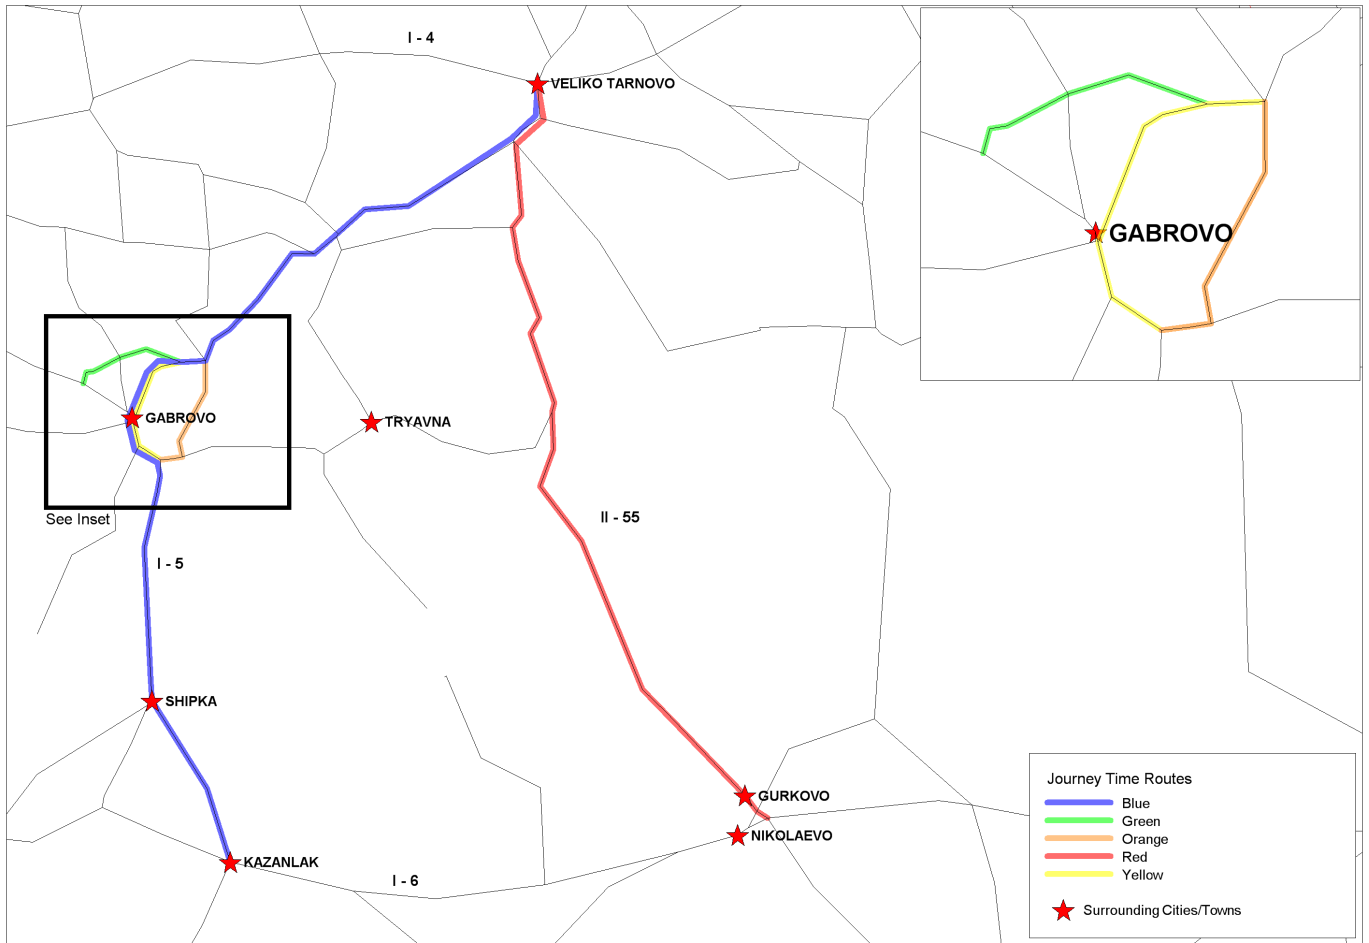 I - 4
VELIKO TARNOVO
GABROVO
GABROVO
TRYAVNA
See Inset
II - 55
I - 5
SHIPKA
GURKOVO
NIKOLAEVO
KAZANLAK
I - 6
Journey Time Routes
Blue
Green
Orange
Red
Yellow
Surrounding Cities/Towns